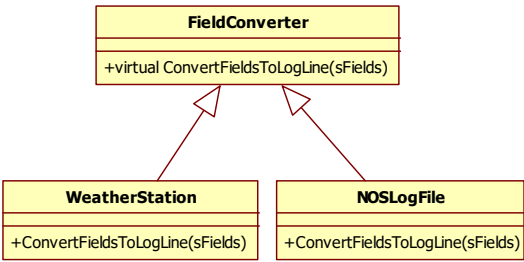 FieldConverter
+virtual ConvertFieldsToLogLine(sFields)
WeatherStation
+ConvertFieldsToLogLine(sFields)
NOSLogFile
+ConvertFieldsToLogLine(sFields)